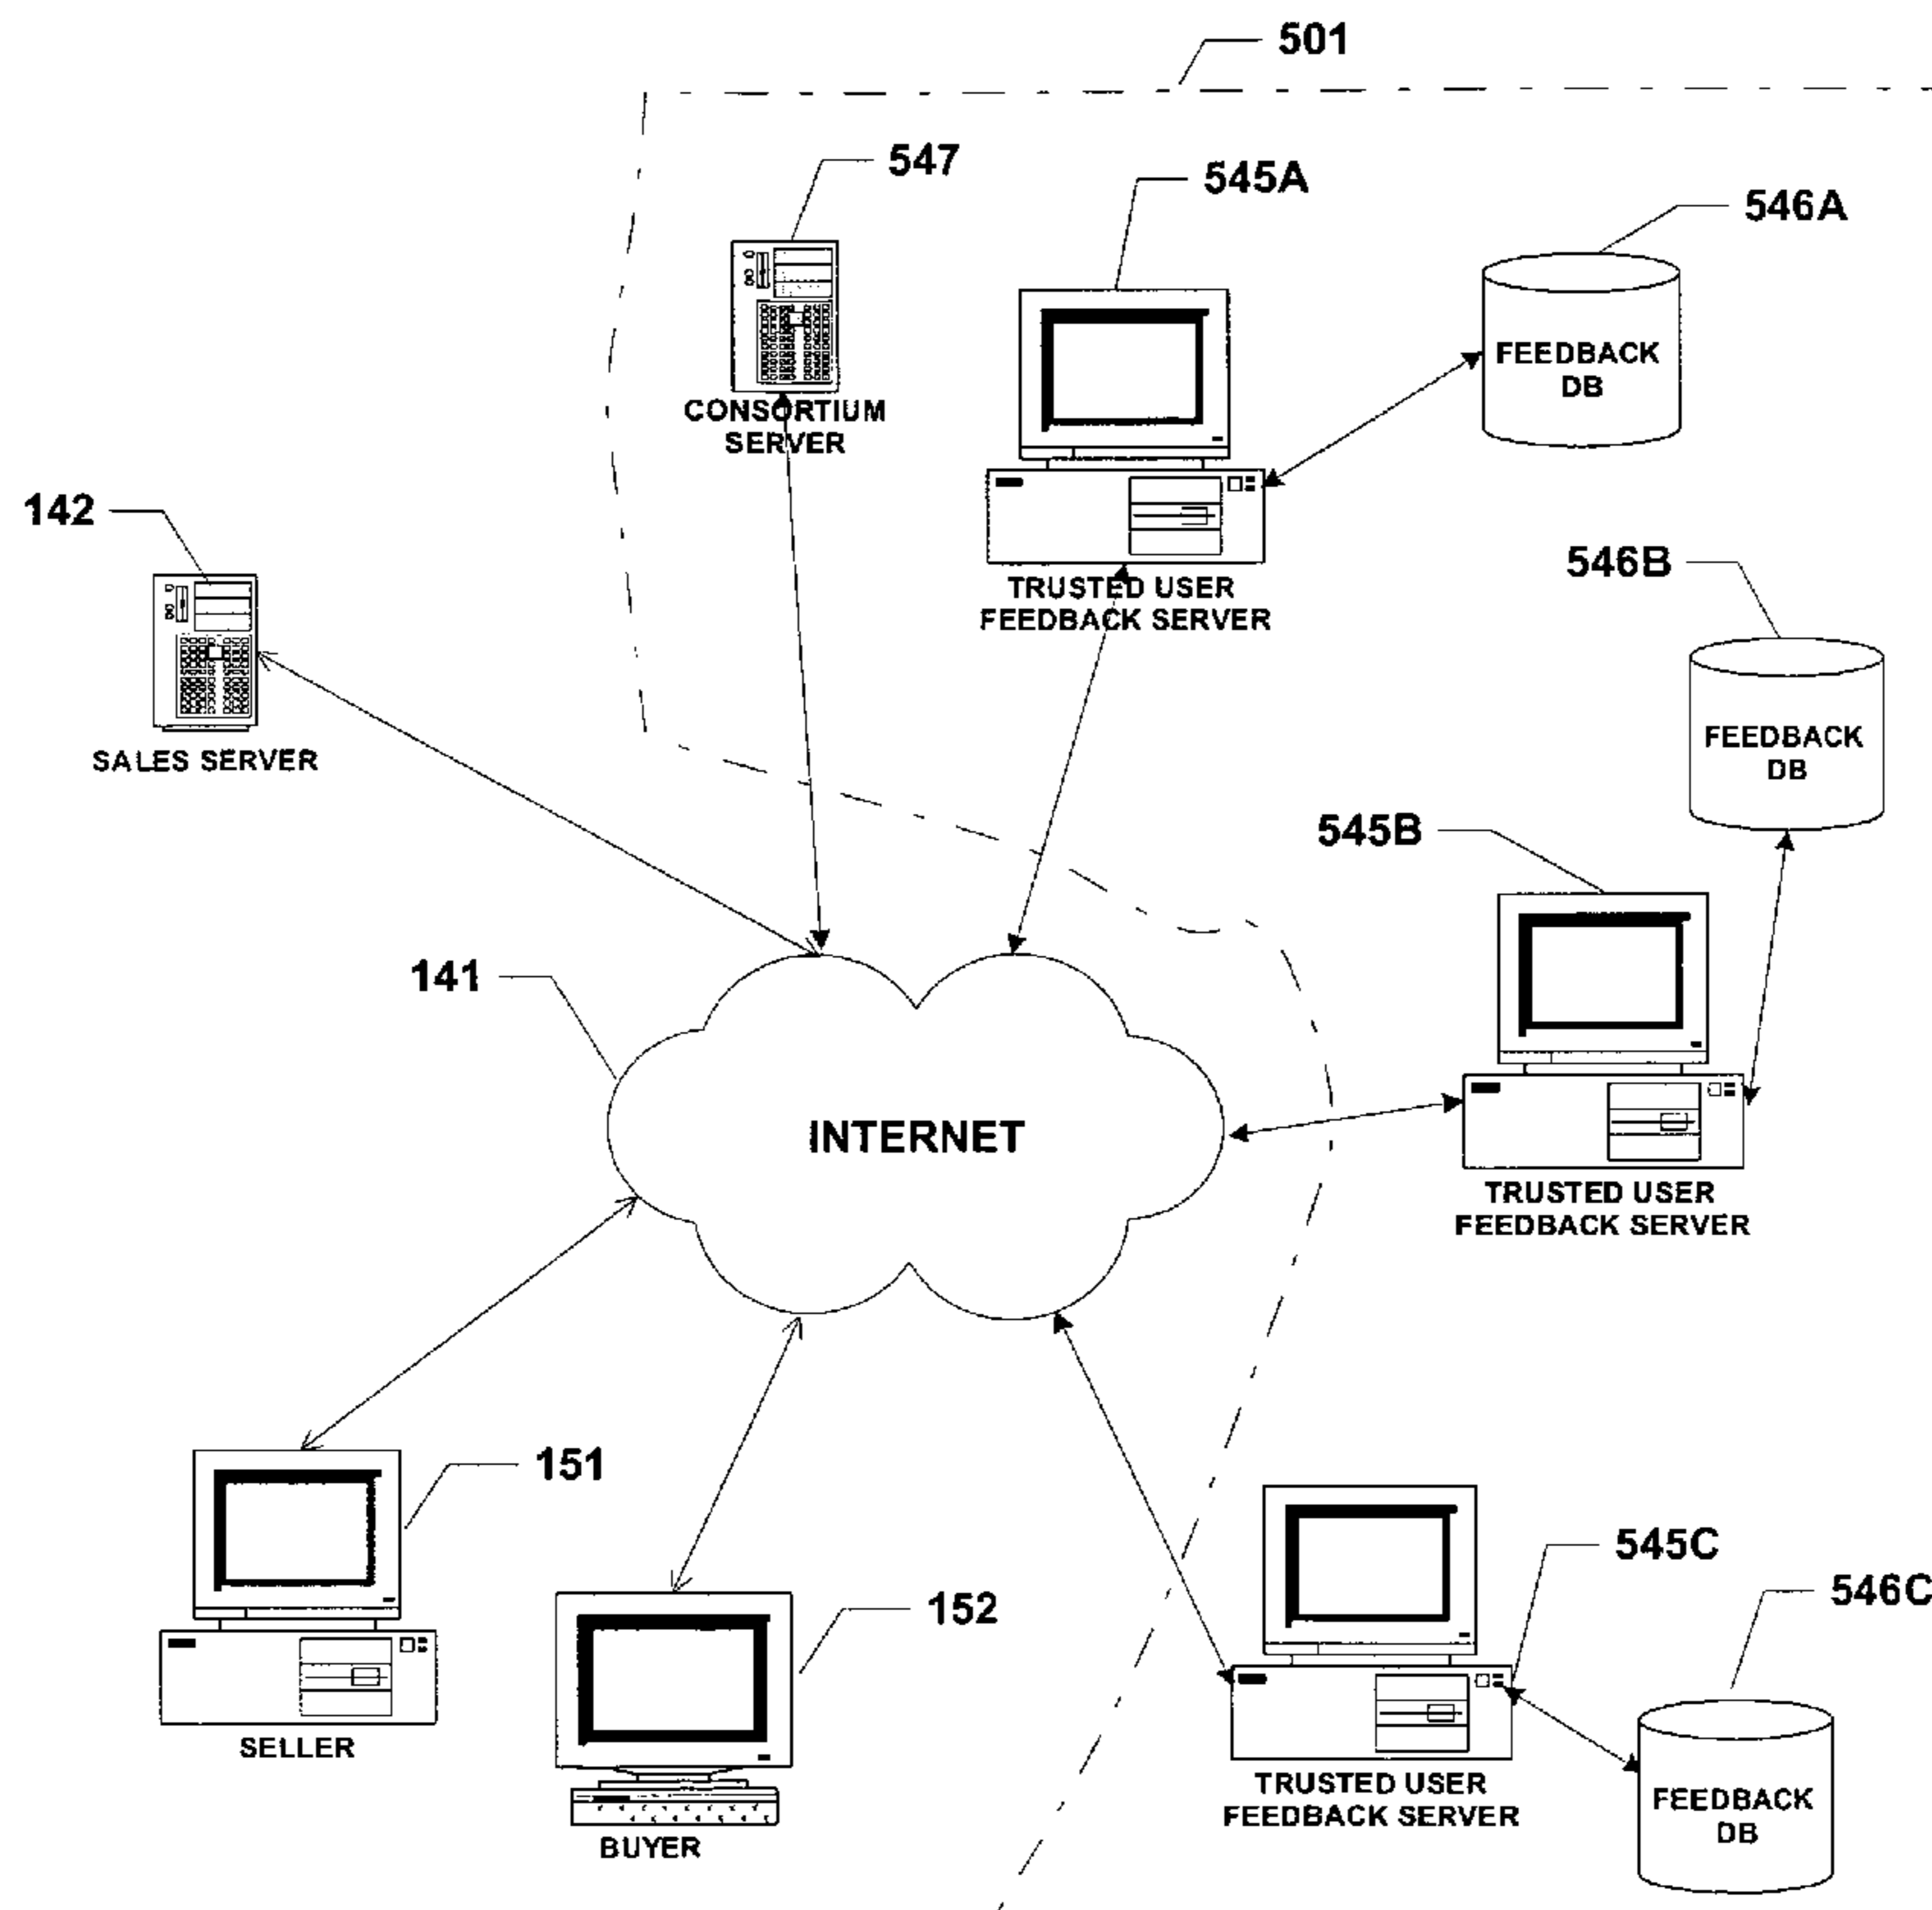 501
547
545A
546A
FEEDBACK
DB
CONSORTIUM
SERVER
142
TRUSTED USER
FEEDBACK SERVER
546B
SALES SERVER
FEEDBACK
DB
545B
141
INTERNET
TRUSTED USER
FEEDBACK SERVER
151
545C
152
546C
SELLER
TRUSTED USER
FEEDBACK SERVER
FEEDBACK
DB
BUYER